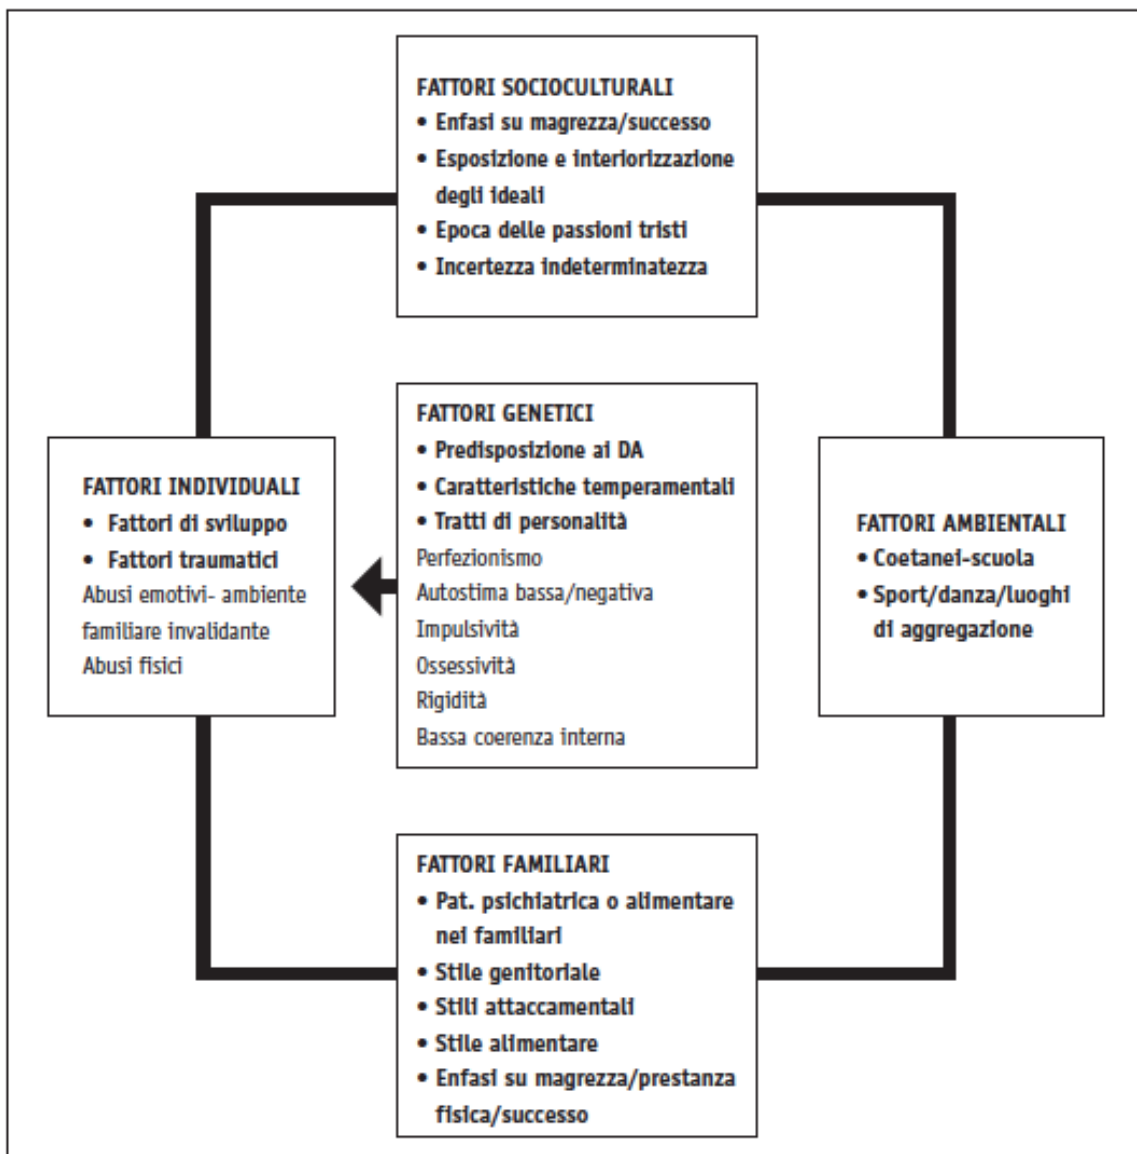 FATTORI SOCIOCULTURALI
• Enfasi su magrezza/successo
• Esposizione e interiorizzazione
degli ideali
• Epoca delle passioni tristi
• Incertezza indeterminatezza
FATTORI INDIVIDUALI
• Fattori di sviluppo
• Fattori traumatici
Abusi emotivi- ambiente
familiare invalidante
Abusi fisici
FATTORI GENETICI
• Predisposizione ai DA
• Caratteristiche temperamentali
• Tratti di personalità
Perfezionismo
Autostima bassa/negativa
Impulsività
Ossessività
Rigidità
Bassa coerenza interna
FATTORI AMBIENTALI
• Coetanei-scuola
• Sport/danza/luoghi
di aggregazione
FATTORI FAMILIARI
• Pat. psichiatrica o alimentare
nei familiari
• Stile genitoriale
• Stili attaccamentali
• Stile alimentare
• Enfasi su magrezza/prestanza
fisica/successo